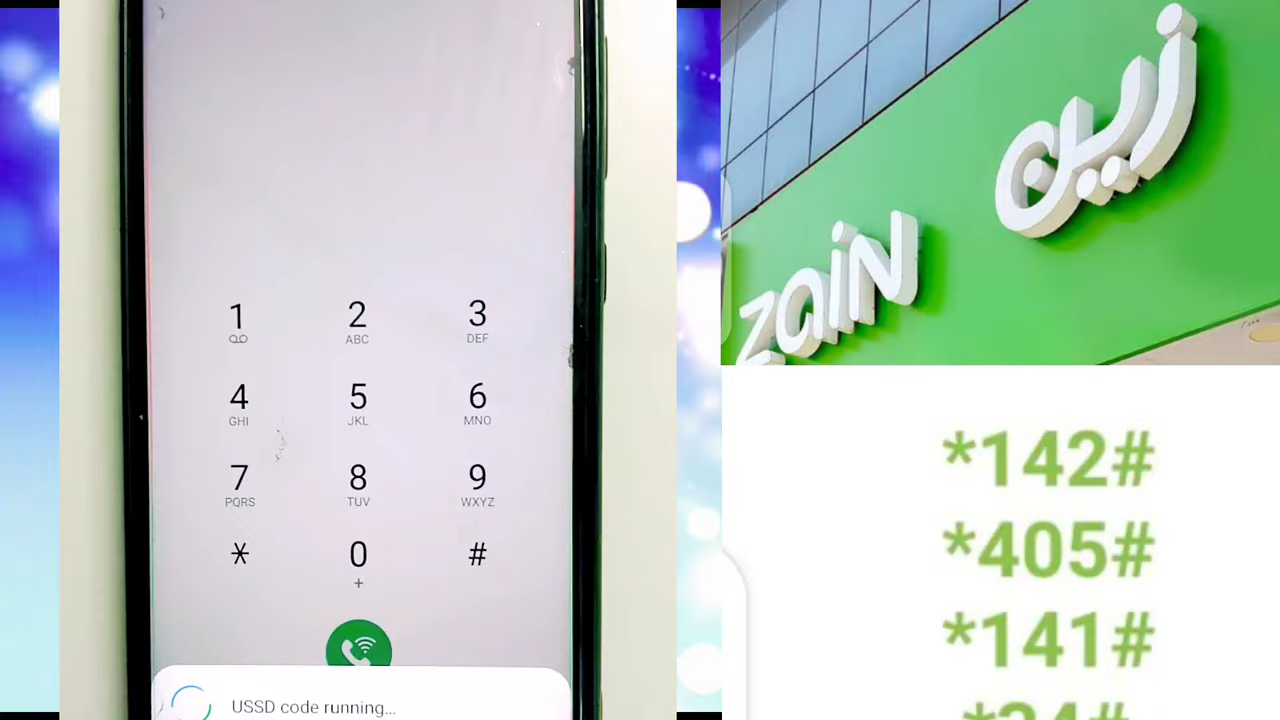 1
2
ABC
3
DEF
4
GHI
5
JKL
6
MNO
7
PQRS
8
TUV
9
WXYZ
*
0
+
#
USSD code running...
زين
zain
*142#
*405#
*141#